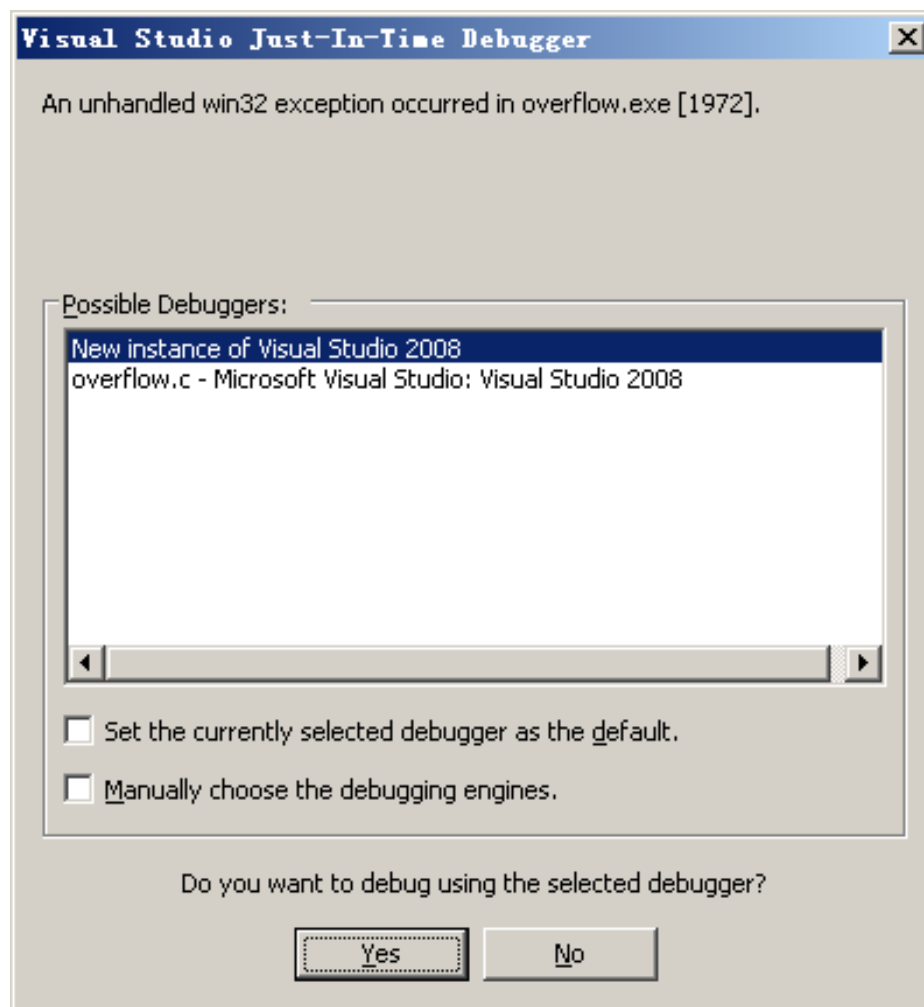 Visual Studio Just-In-Time Debugger
An unhandled win32 exception occurred in overflow.exe [1972].
Possible Debuggers:
New instance of Visual Studio 2008
overflow.c - Microsoft Visual Studio: Visual Studio 2008
Set the currently selected debugger as the default.
Manually choose the debugging engines.
Do you want to debug using the selected debugger?
Yes No